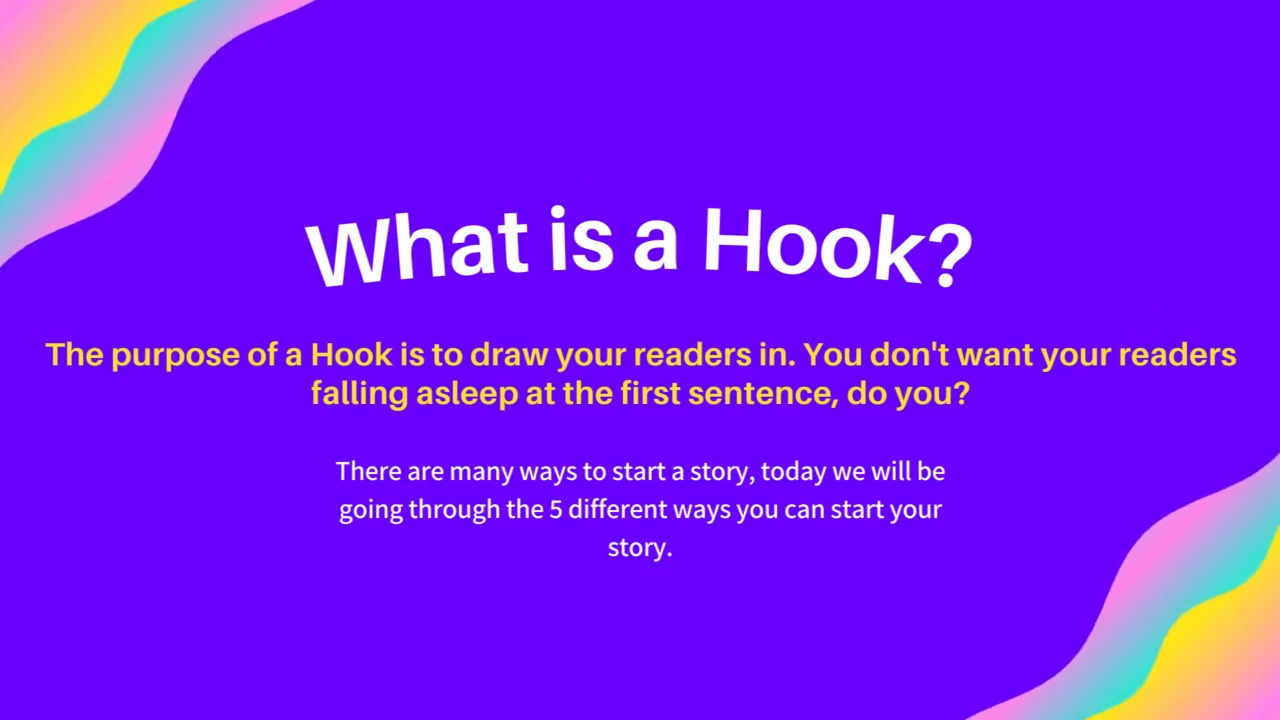 What is a Hook?
The purpose of a Hook is to draw your readers in. You don't want your readers
falling asleep at the first sentence, do you?
There are many ways to start a story, today we will be
going through the 5 different ways you can start your
story.